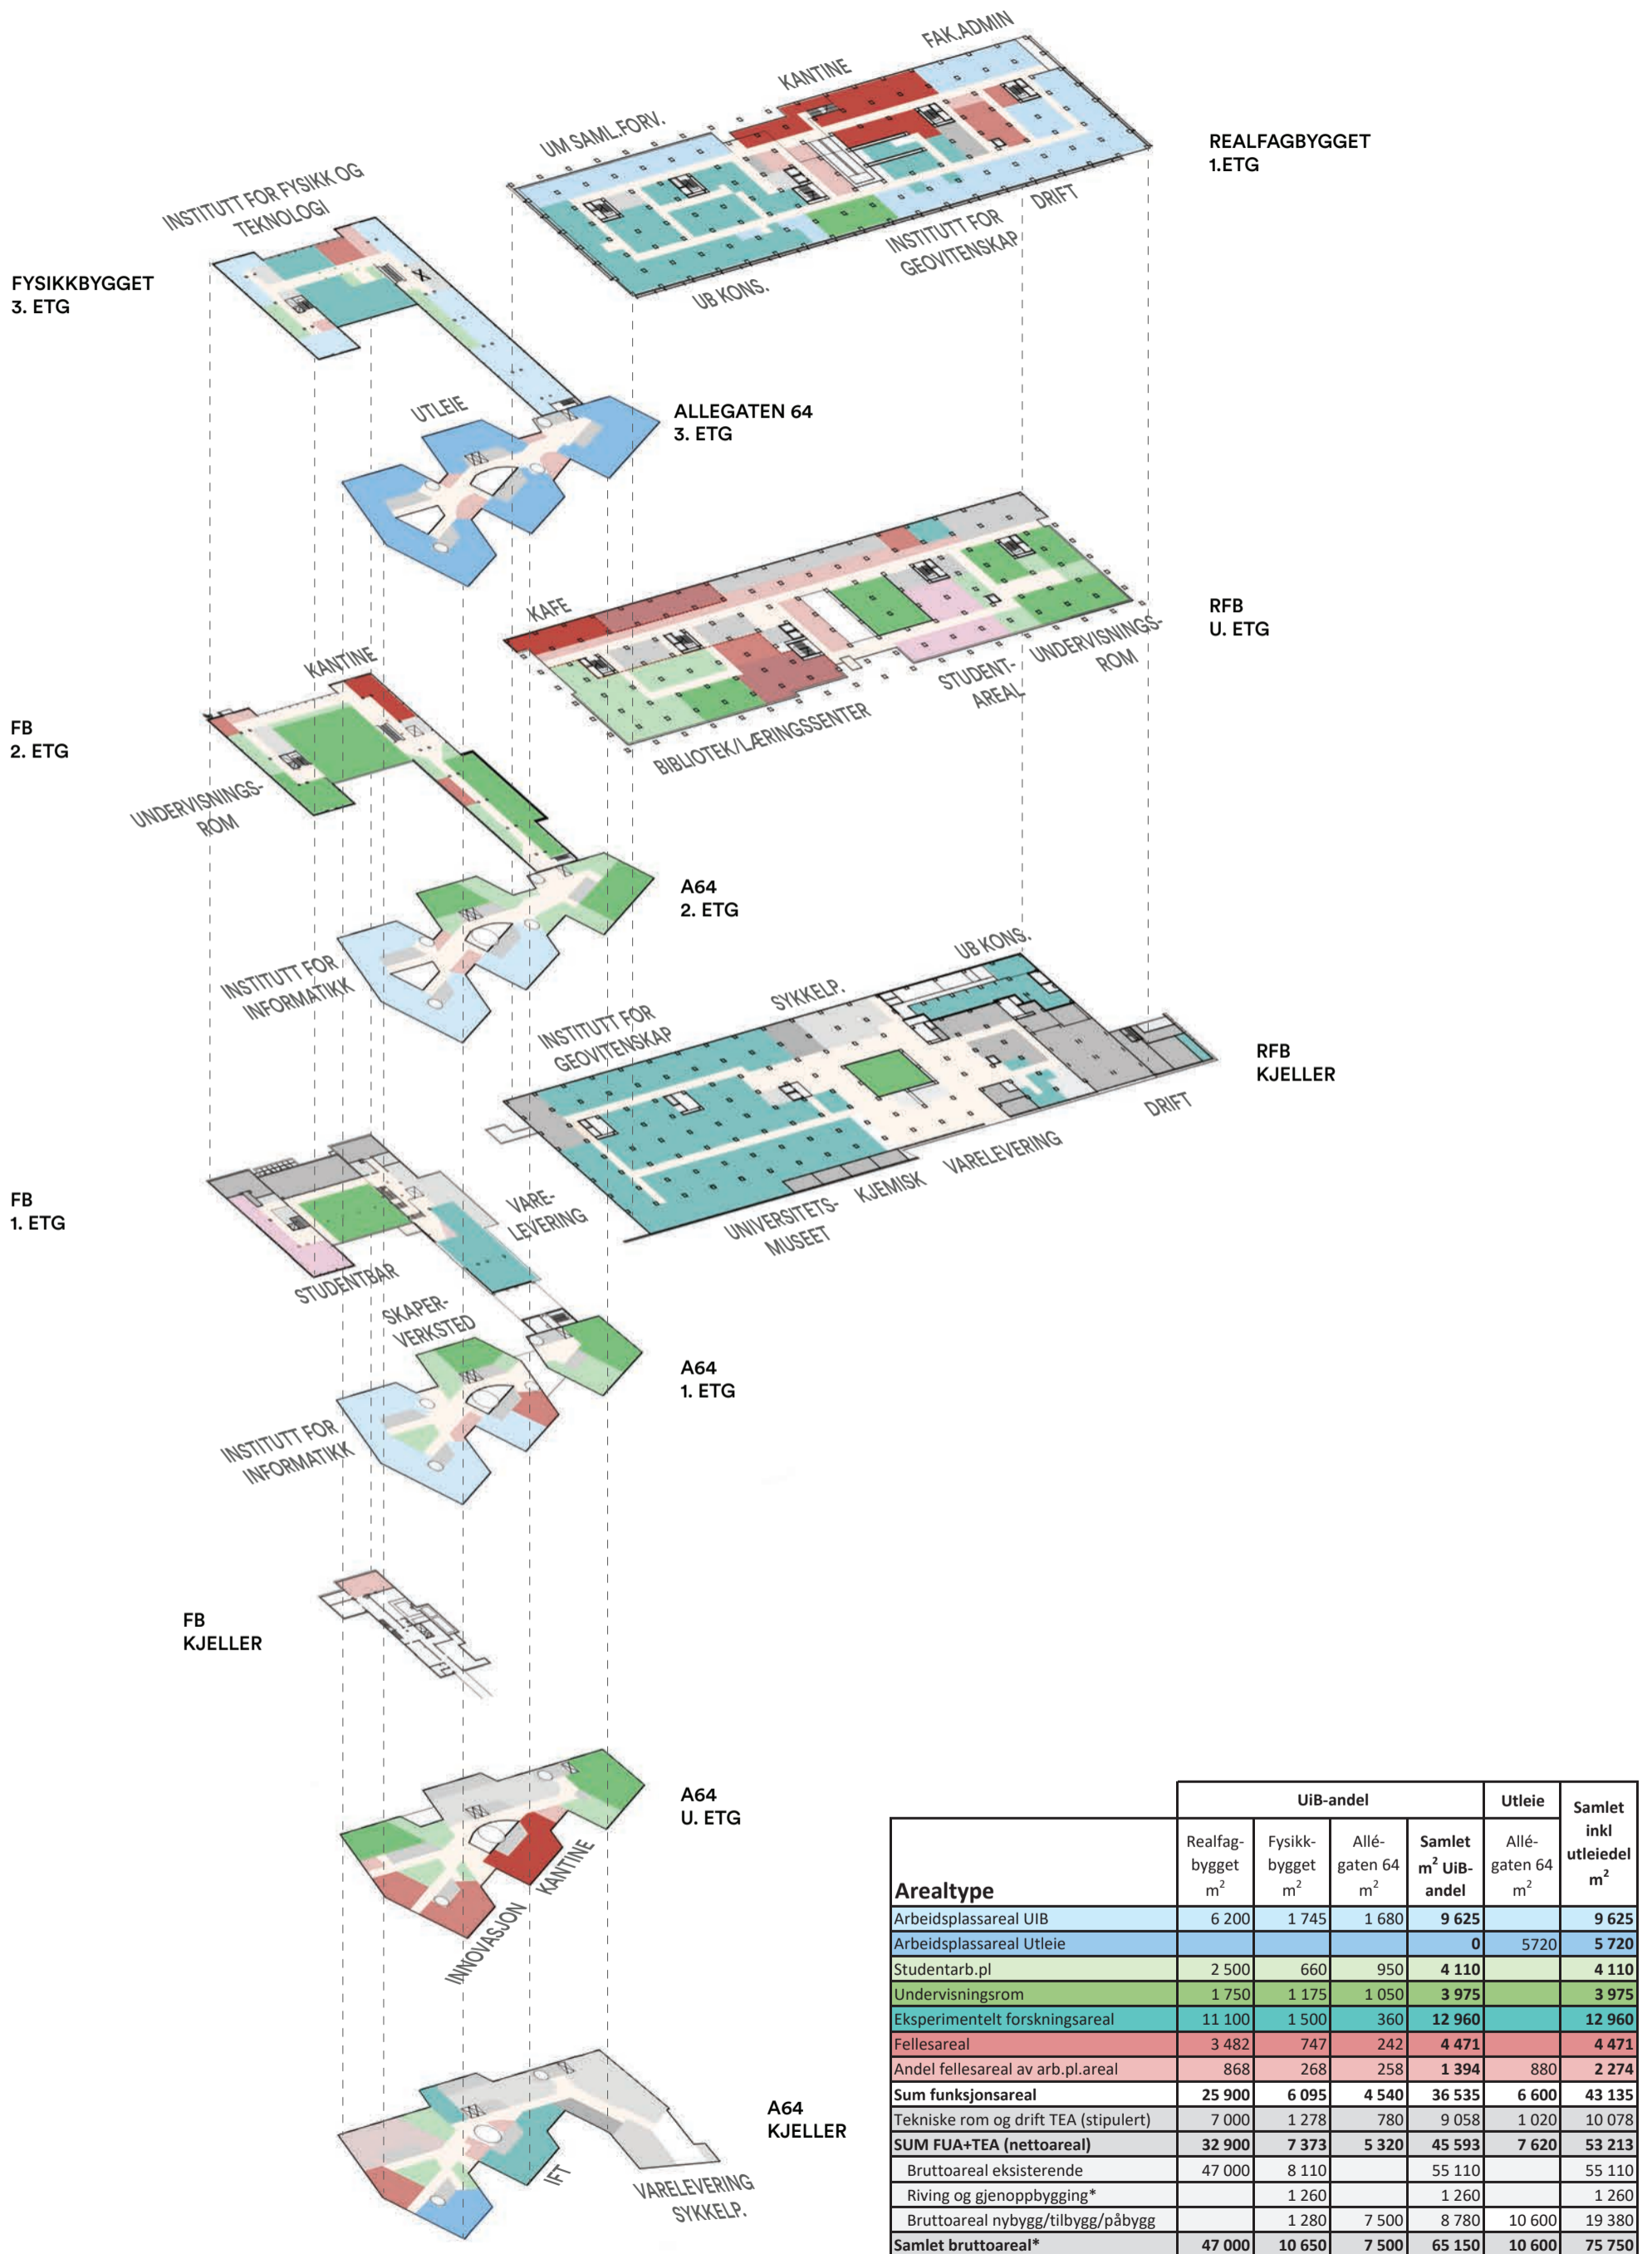 FAK.ADMIN
KANTINE
UM SAML.FORV.
REALFAGBYGGET
1.ETG
DRIFT
INSTITUTT FOR
GEOVITENSKAP
UB KONS.
INSTITUTT FOR FYSIKK OG
TEKNOLOGI
FYSIKKBYGGET
3. ETG
UTLEIE
ALLEGATEN 64
3. ETG
KAFE
RFB
U. ETG
UNDERVISNINGS-
ROM
STUDENT-
AREAL
BIBLIOTEK/LÆRINGSSENTER
KANTINE
FB
2. ETG
UNDERVISNINGS-
ROM
A64
2. ETG
INSTITUTT FOR
INFORMATIKK
UB KONS.
SYKKELP.
INSTITUTT FOR
GEOVITENSKAP
RFB
KJELLER
DRIFT
VARELEVERING
KJEMISK
UNIVERSITETS-
MUSEET
FB
1. ETG
VARE-
LEVERING
STUDENTBAR
SKAPER-
VERKSTED
A64
1. ETG
INSTITUTT FOR
INFORMATIKK
FB
KJELLER
A64
U. ETG
KANTINE
INNOVASJON
A64
KJELLER
IFT
VARELEVERING
SYKKELP.
UiB-andel Utleie Samlet inkl utleiedel m²
Arealtype Realfag-bygget m² Fysikk-bygget m² Allé-gaten 64 m² Samlet m² UiB-andel Allé-gaten 64 m²
Arbeidsplassareal UIB 6 200 1 745 1 680 9 625 9 625
Arbeidsplassareal Utleie 0 5720 5 720
Studentarb.pl 2 500 660 950 4 110 4 110
Undervisningsrom 1 750 1 175 1 050 3 975 3 975
Eksperimentelt forskningsareal 11 100 1 500 360 12 960 12 960
Fellesareal 3 482 747 242 4 471 4 471
Andel fellesareal av arb.pl.areal 868 268 258 1 394 880 2 274
Sum funksjonsareal 25 900 6 095 4 540 36 535 6 600 43 135
Tekniske rom og drift TEA (stipulert) 7 000 1 278 780 9 058 1 020 10 078
SUM FUA+TEA (nettoareal) 32 900 7 373 5 320 45 593 7 620 53 213
Bruttoareal eksisterende 47 000 8 110 55 110 55 110
Riving og gjenoppbygging* 1 260 1 260 1 260
Bruttoareal nybygg/tilbygg/påbygg 1 280 7 500 8 780 10 600 19 380
Samlet bruttoareal* 47 000 10 650 7 500 65 150 10 600 75 750